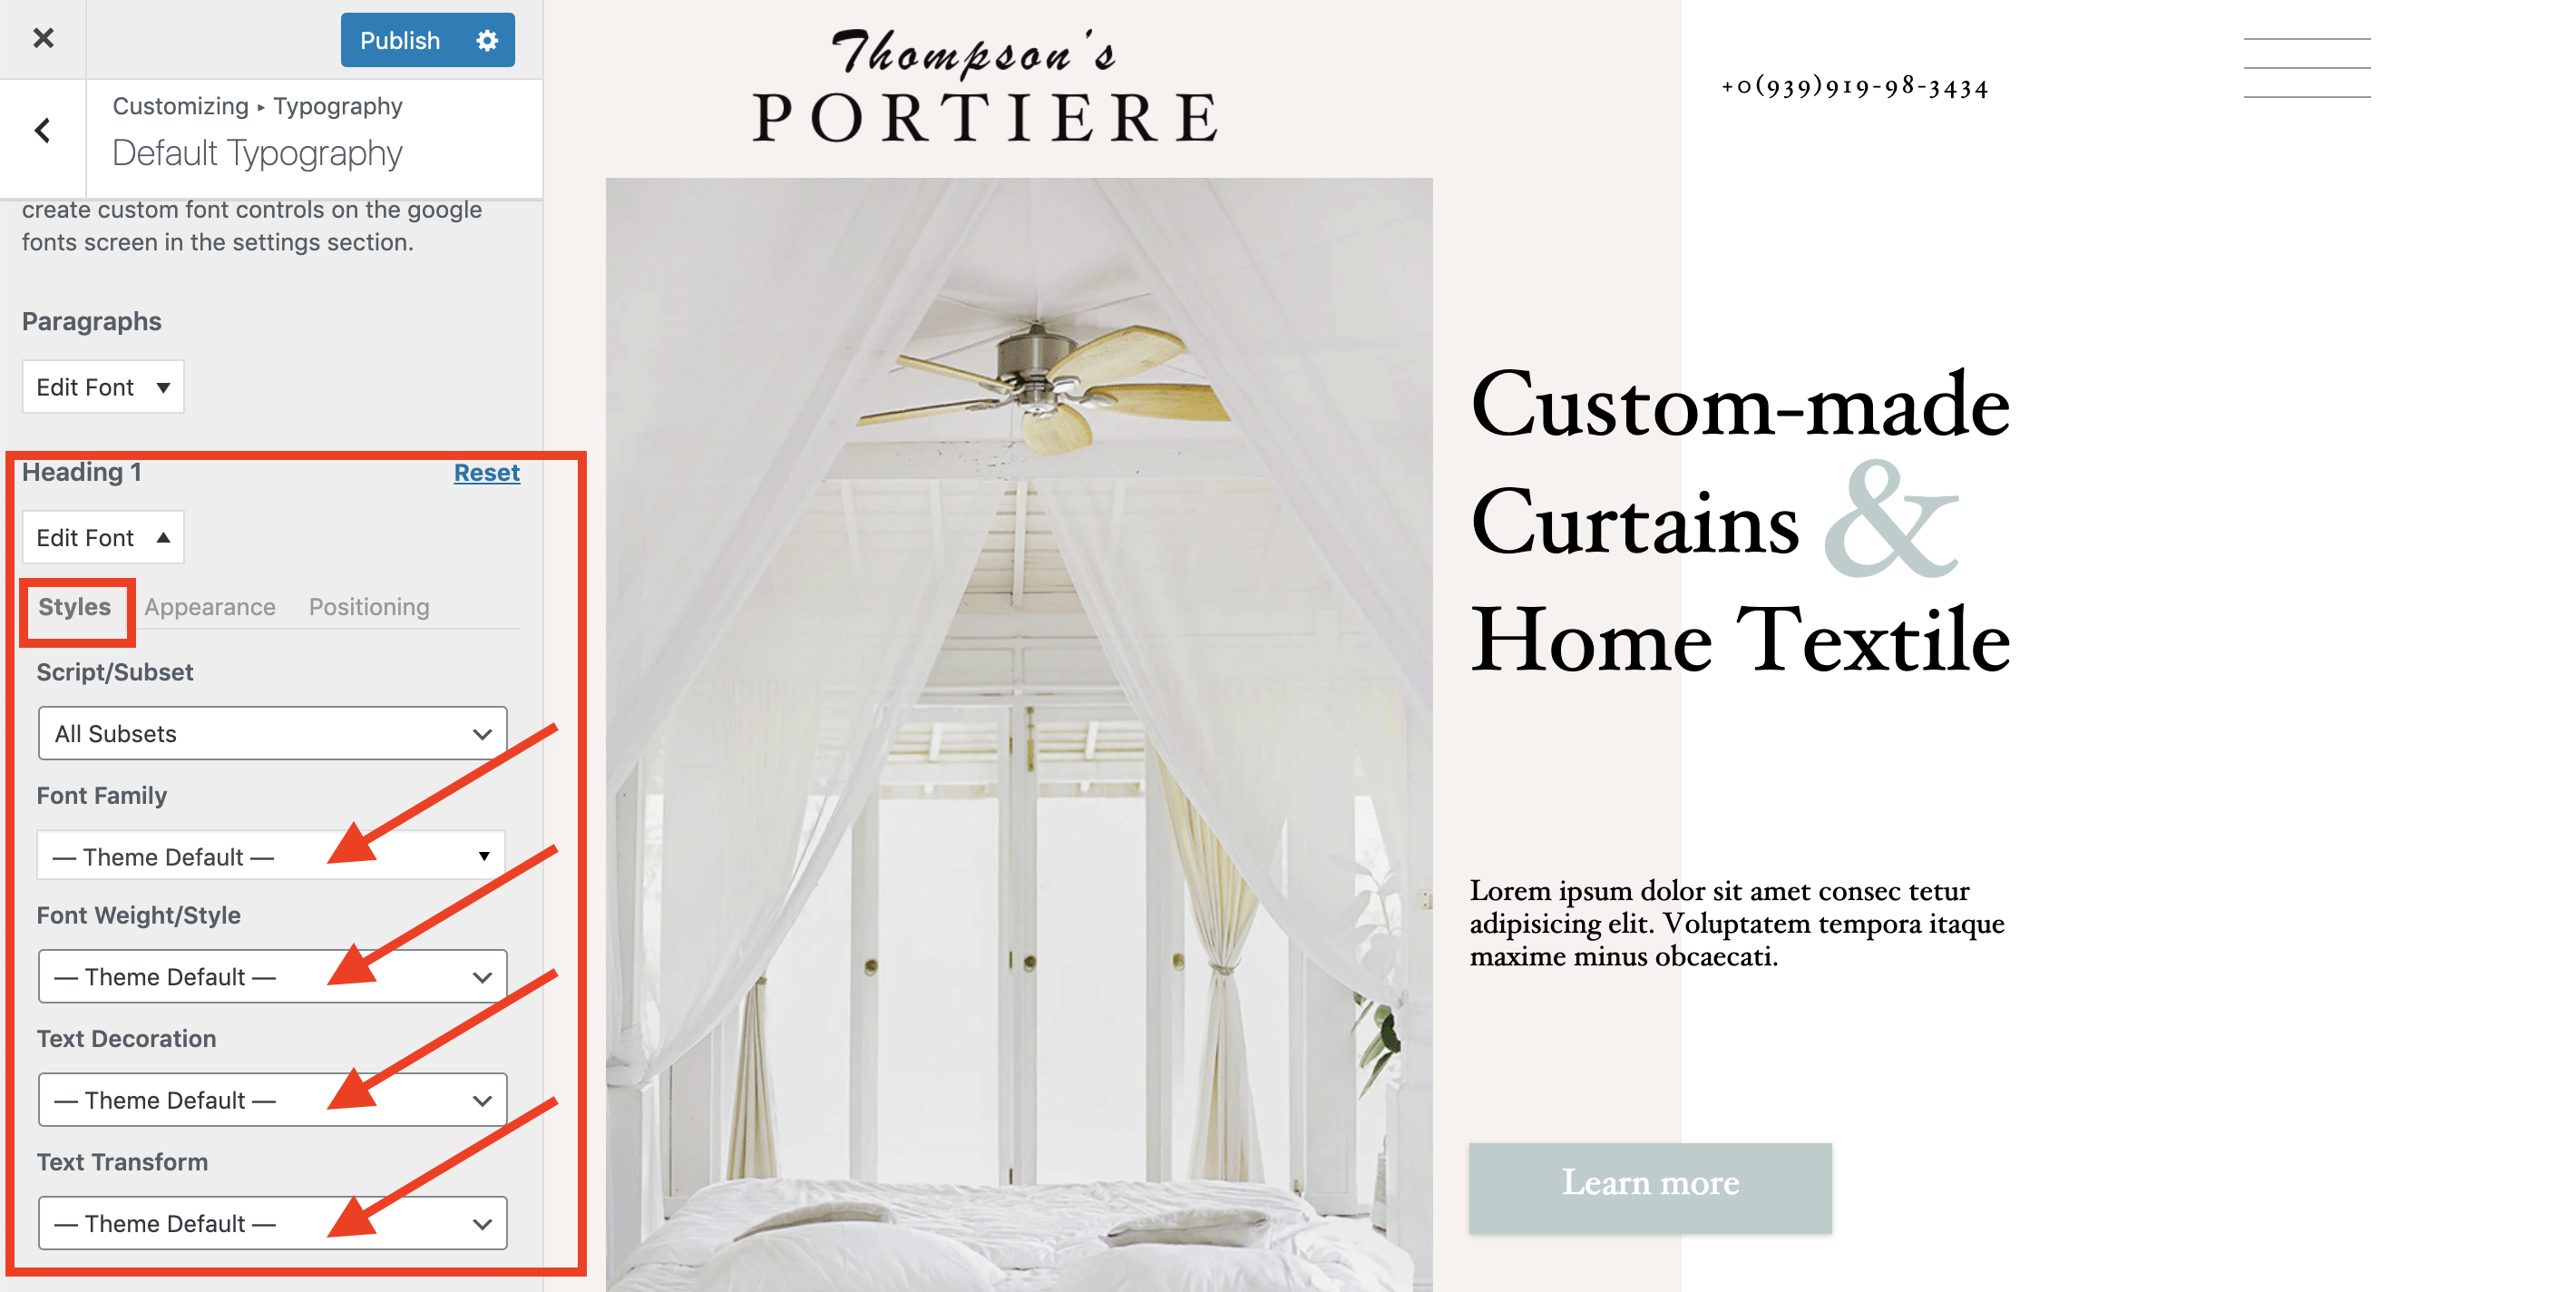 Publish
Customizing ▸ Typography
Default Typography
create custom font controls on the google
fonts screen in the settings section.
Paragraphs
Edit Font
Heading 1
Reset
Edit Font
Styles
Appearance
Positioning
Script/Subset
All Subsets
Font Family
— Theme Default —
Font Weight/Style
— Theme Default —
Text Decoration
— Theme Default —
Text Transform
— Theme Default —
Thompson's
PORTIERE
+0(939)919-98-3434
Custom-made
Curtains &
Home Textile
Lorem ipsum dolor sit amet consec tetur
adipisicing elit. Voluptatem tempora itaque
maxime minus obcaecati.
Learn more